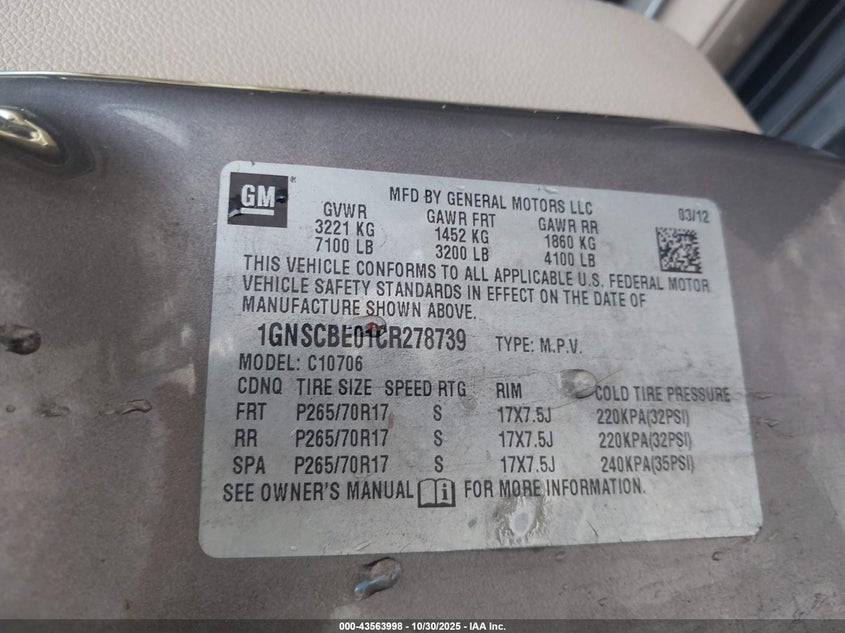 GM ®
MFD BY GENERAL MOTORS LLC
03/12
GVWR GAWR FRT GAWR RR
3221 KG 1452 KG 1860 KG
7100 LB 3200 LB 4100 LB
THIS VEHICLE CONFORMS TO ALL APPLICABLE U.S. FEDERAL MOTOR
VEHICLE SAFETY STANDARDS IN EFFECT ON THE DATE OF
MANUFACTURE SHOWN ABOVE.
1GNSCBE01CR278739 TYPE: M.P.V.
MODEL: C10706
CDNQ TIRE SIZE SPEED RTG RIM COLD TIRE PRESSURE
FRT P265/70R17 S 17X7.5J 220KPA(32PSI)
RR P265/70R17 S 17X7.5J 220KPA(32PSI)
SPA P265/70R17 S 17X7.5J 240KPA(35PSI)
SEE OWNER'S MANUAL FOR MORE INFORMATION.
000-43563998 | 10/30/2025 - IAA Inc.